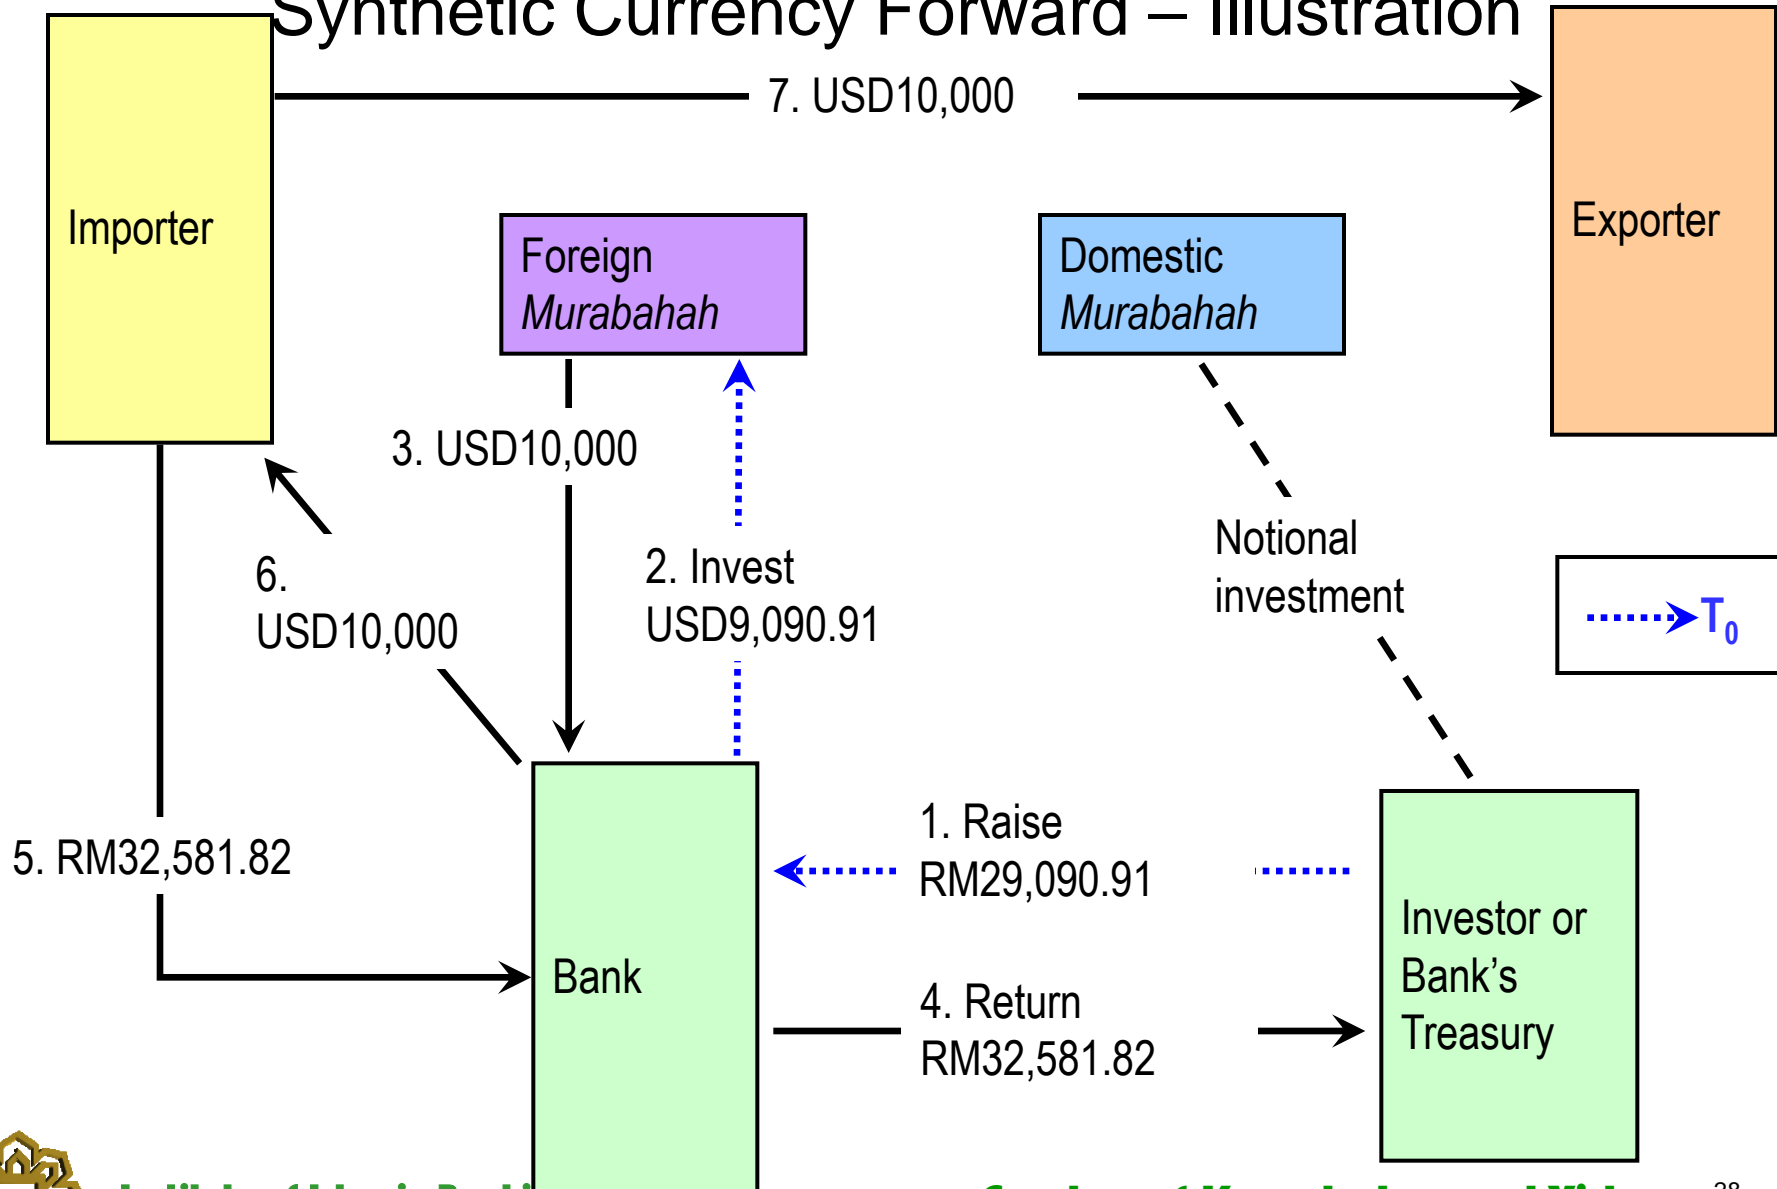 Synthetic Currency Forward – Illustration
7. USD10,000
Importer
Foreign
Murabahah
Domestic
Murabahah
Exporter
3. USD10,000
6.
USD10,000
2. Invest
USD9,090.91
Notional
investment
T0
5. RM32,581.82
1. Raise
RM29,090.91
Bank
4. Return
RM32,581.82
Investor or
Bank's
Treasury